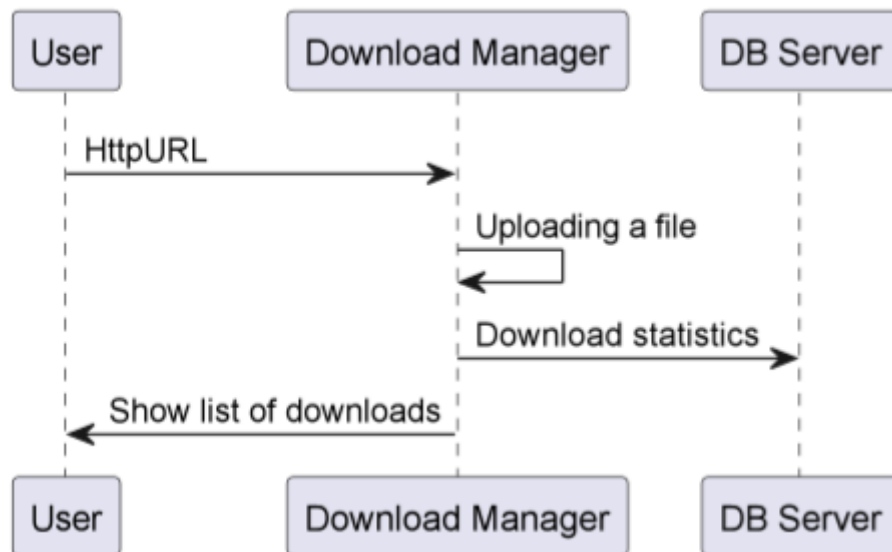 User Download Manager DB Server
HttpURL
Uploading a file
Download statistics
Show list of downloads
User Download Manager DB Server